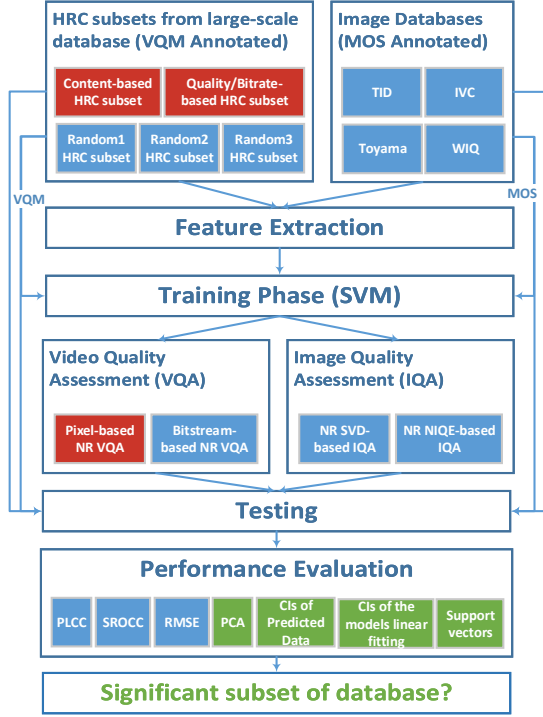 HRC subsets from large-scale
database (VQM Annotated)
Content-based
HRC subset
Quality/Bitrate-
based HRC subset
Random1
HRC subset
Random2
HRC subset
Random3
HRC subset
Image Databases
(MOS Annotated)
TID
IVC
Toyama
WIQ
VQM
MOS
Feature Extraction
Training Phase (SVM)
Video Quality
Assessment (VQA)
Pixel-based
NR VQA
Bitstream-
based NR VQA
Image Quality
Assessment (IQA)
NR SVD-
based IQA
NR NIQE-based
IQA
Testing
Performance Evaluation
PLCC
SROCC
RMSE
PCA
CIs of
Predicted
Data
CIs of the
models linear
fitting
Support
vectors
Significant subset of database?